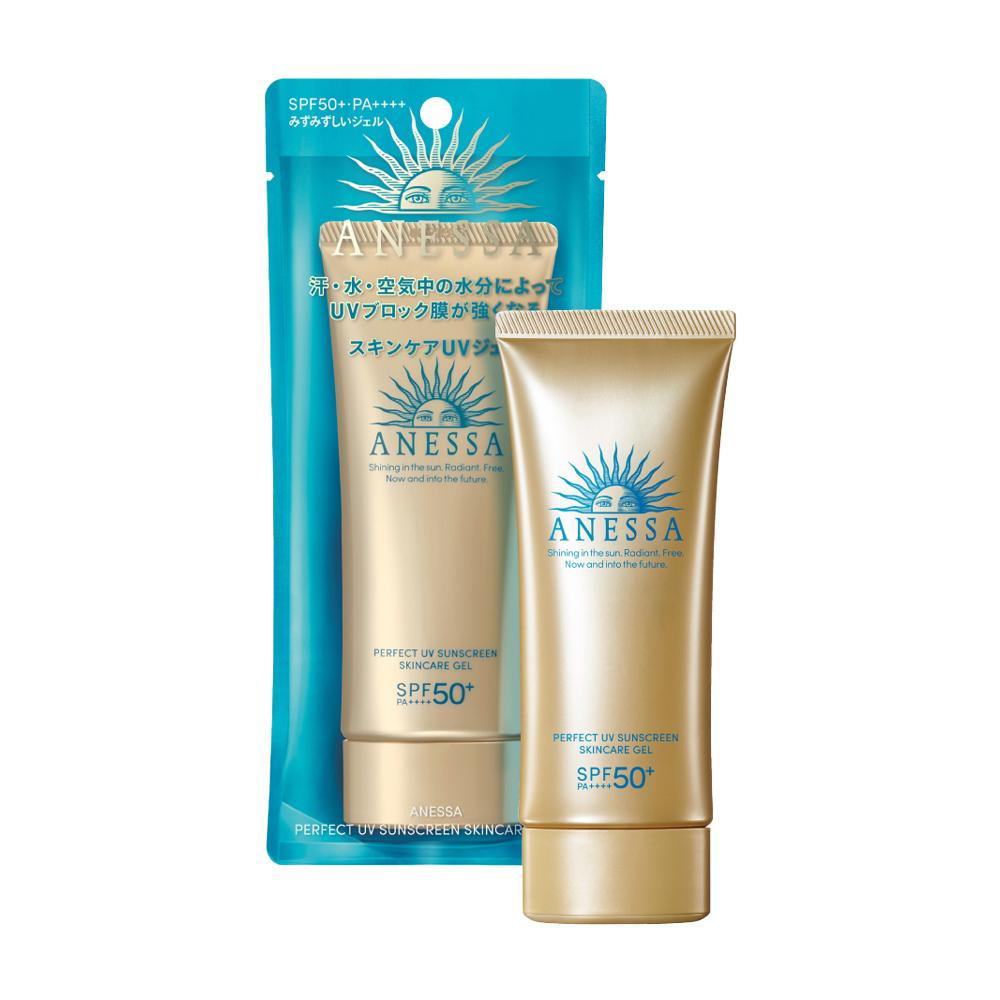 SPF50+・PA++++
みずみずしいジェル
ANESSA
汗・水・空気中の水分によって
UVブロック膜が強くなる
スキンケアUVジェ
ANESSA
Shining in the sun. Radiant. Free.
Now and into the future.
PERFECT UV SUNSCREEN
SKINCARE GEL
SPF50+
PA++++
ANESSA
PERFECT UV SUNSCREEN SKINCAR
ANESSA
Shining in the sun. Radiant. Free.
Now and into the future.
PERFECT UV SUNSCREEN
SKINCARE GEL
SPF50+
PA++++